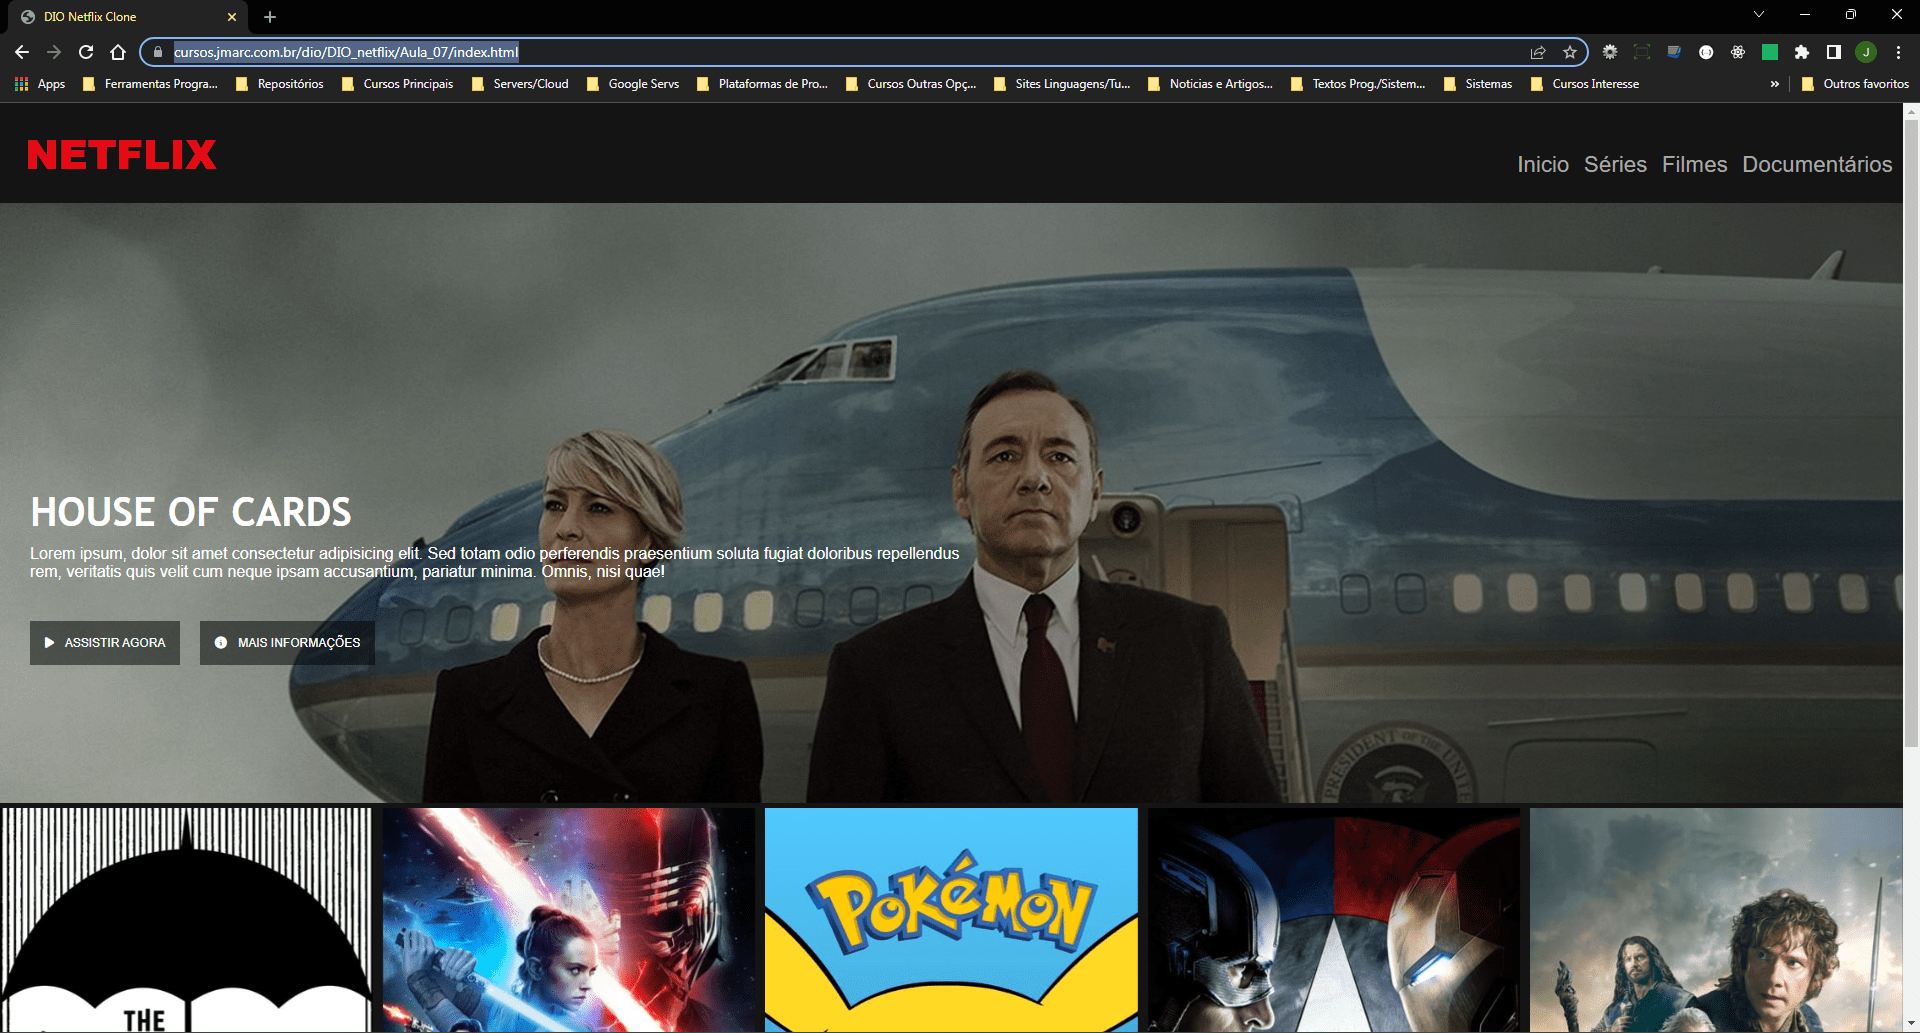 DIO Netflix Clone
cursos.jmarc.com.br/dio/DIO_netflix/Aula_07/index.html
J
Apps Ferramentas Progra... Repositórios Cursos Principais Servers/Cloud Google Servs Plataformas de Pro... Cursos Outras Opç... Sites Linguagens/Tu... Noticias e Artigos... Textos Prog./Sistem... Sistemas Cursos Interesse » Outros favoritos
NETFLIX
Inicio Séries Filmes Documentários
HOUSE OF CARDS
Lorem ipsum, dolor sit amet consectetur adipisicing elit. Sed totam odio perferendis praesentium soluta fugiat doloribus repellendus
rem, veritatis quis velit cum neque ipsam accusantium, pariatur minima. Omnis, nisi quae!
ASSISTIR AGORA MAIS INFORMAÇÕES
PRESIDENT OF THE UNITED
POKéMON
THE